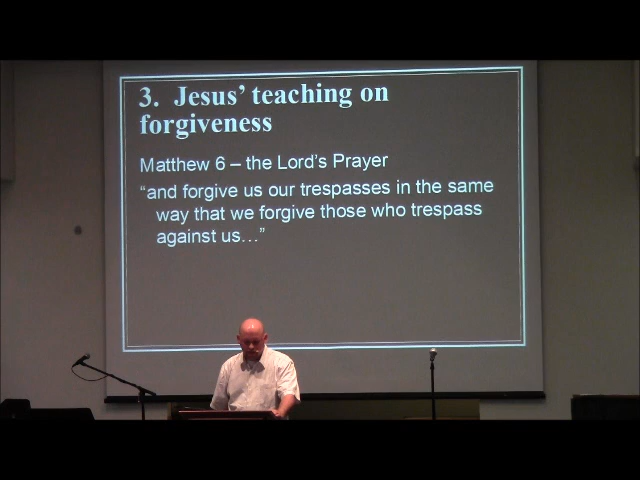 3. Jesus’ teaching on
forgiveness
Matthew 6 – the Lord’s Prayer
“and forgive us our trespasses in the same
way that we forgive those who trespass
against us…”